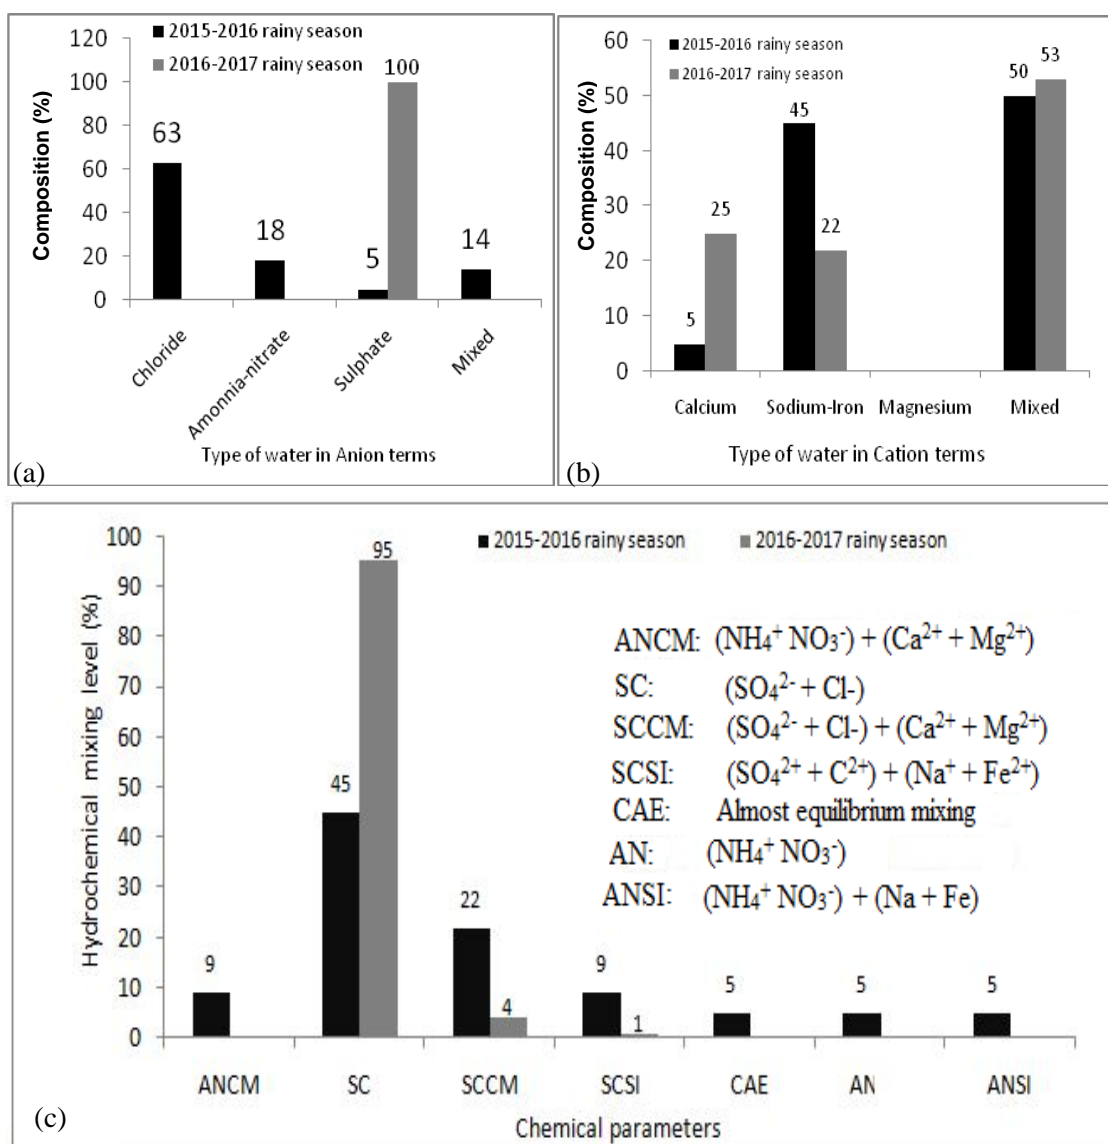 2015-2016 rainy season
2016-2017 rainy season
120
100
80
60
40
20
0
Composition (%)
63
18
5
100
14
Chloride
Amonnia-nitrate
Sulphate
Mixed
Type of water in Anion terms
(a)
2015-2016 rainy season
2016-2017 rainy season
60
50
40
30
20
10
0
Composition (%)
5
25
45
22
50
53
Calcium
Sodium-Iron
Magnesium
Mixed
Type of water in Cation terms
(b)
2015-2016 rainy season
2016-2017 rainy season
100
90
80
70
60
50
40
30
20
10
0
Hydrochemical mixing level (%)
9
45
95
22
4
9
1
5
5
5
ANCM: (NH₄⁺ NO₃⁻) + (Ca²⁺ + Mg²⁺)
SC: (SO₄²⁻ + Cl-)
SCCM: (SO₄²⁻ + Cl-) + (Ca²⁺ + Mg²⁺)
SCSI: (SO₄²⁺ + C²⁺) + (Na⁺ + Fe²⁺)
CAE: Almost equilibrium mixing
AN: (NH₄⁺ NO₃⁻)
ANSI: (NH₄⁺ NO₃⁻) + (Na + Fe)
ANCM
SC
SCCM
SCSI
CAE
AN
ANSI
Chemical parameters
(c)